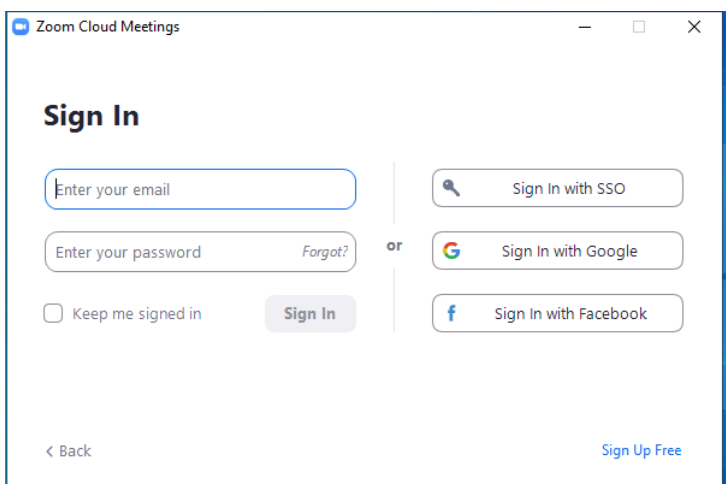 Zoom Cloud Meetings
Sign In
Enter your email
Enter your password
Forgot?
Keep me signed in
Sign In
or
Sign In with SSO
Sign In with Google
Sign In with Facebook
Back
Sign Up Free